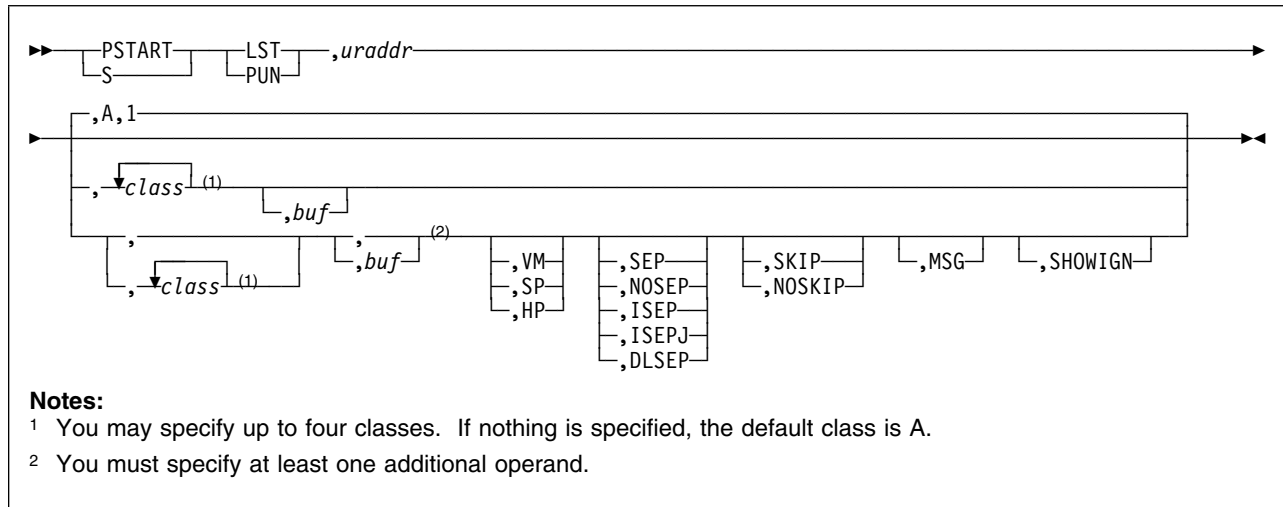 PSTART LST ,uraddr
S PUN
,A,1
, class (1)
,buf
, , (2)
, class (1) ,buf ,VM ,SEP ,SKIP ,MSG ,SHOWIGN
,SP ,NOSEP ,NOSKIP
,HP ,ISEP
,ISEPJ
,DLSEP
Notes:
1 You may specify up to four classes. If nothing is specified, the default class is A.
2 You must specify at least one additional operand.